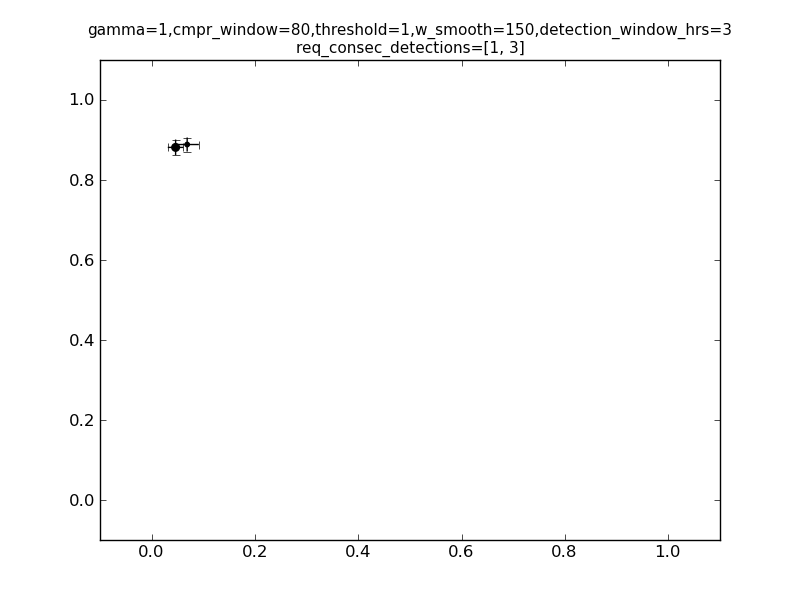 gamma=1,cmpr_window=80,threshold=1,w_smooth=150,detection_window_hrs=3
req_consec_detections=[1, 3]
1.0
0.8
0.6
0.4
0.2
0.0
0.0 0.2 0.4 0.6 0.8 1.0